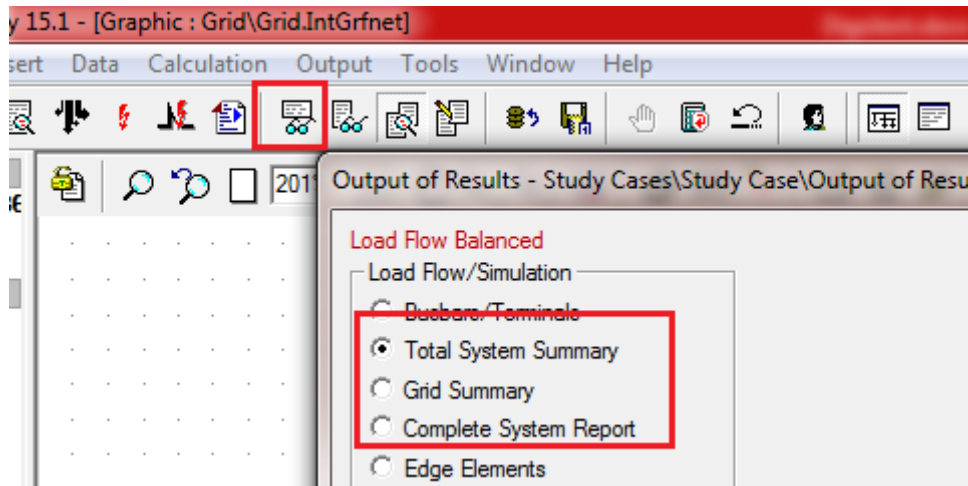 y 15.1 - [Graphic : Grid\Grid.IntGrfnet]
sert Data Calculation Output Tools Window Help
201
Output of Results - Study Cases\Study Case\Output of Resu
Load Flow Balanced
Load Flow/Simulation
Busbars/Terminals
Total System Summary
Grid Summary
Complete System Report
Edge Elements